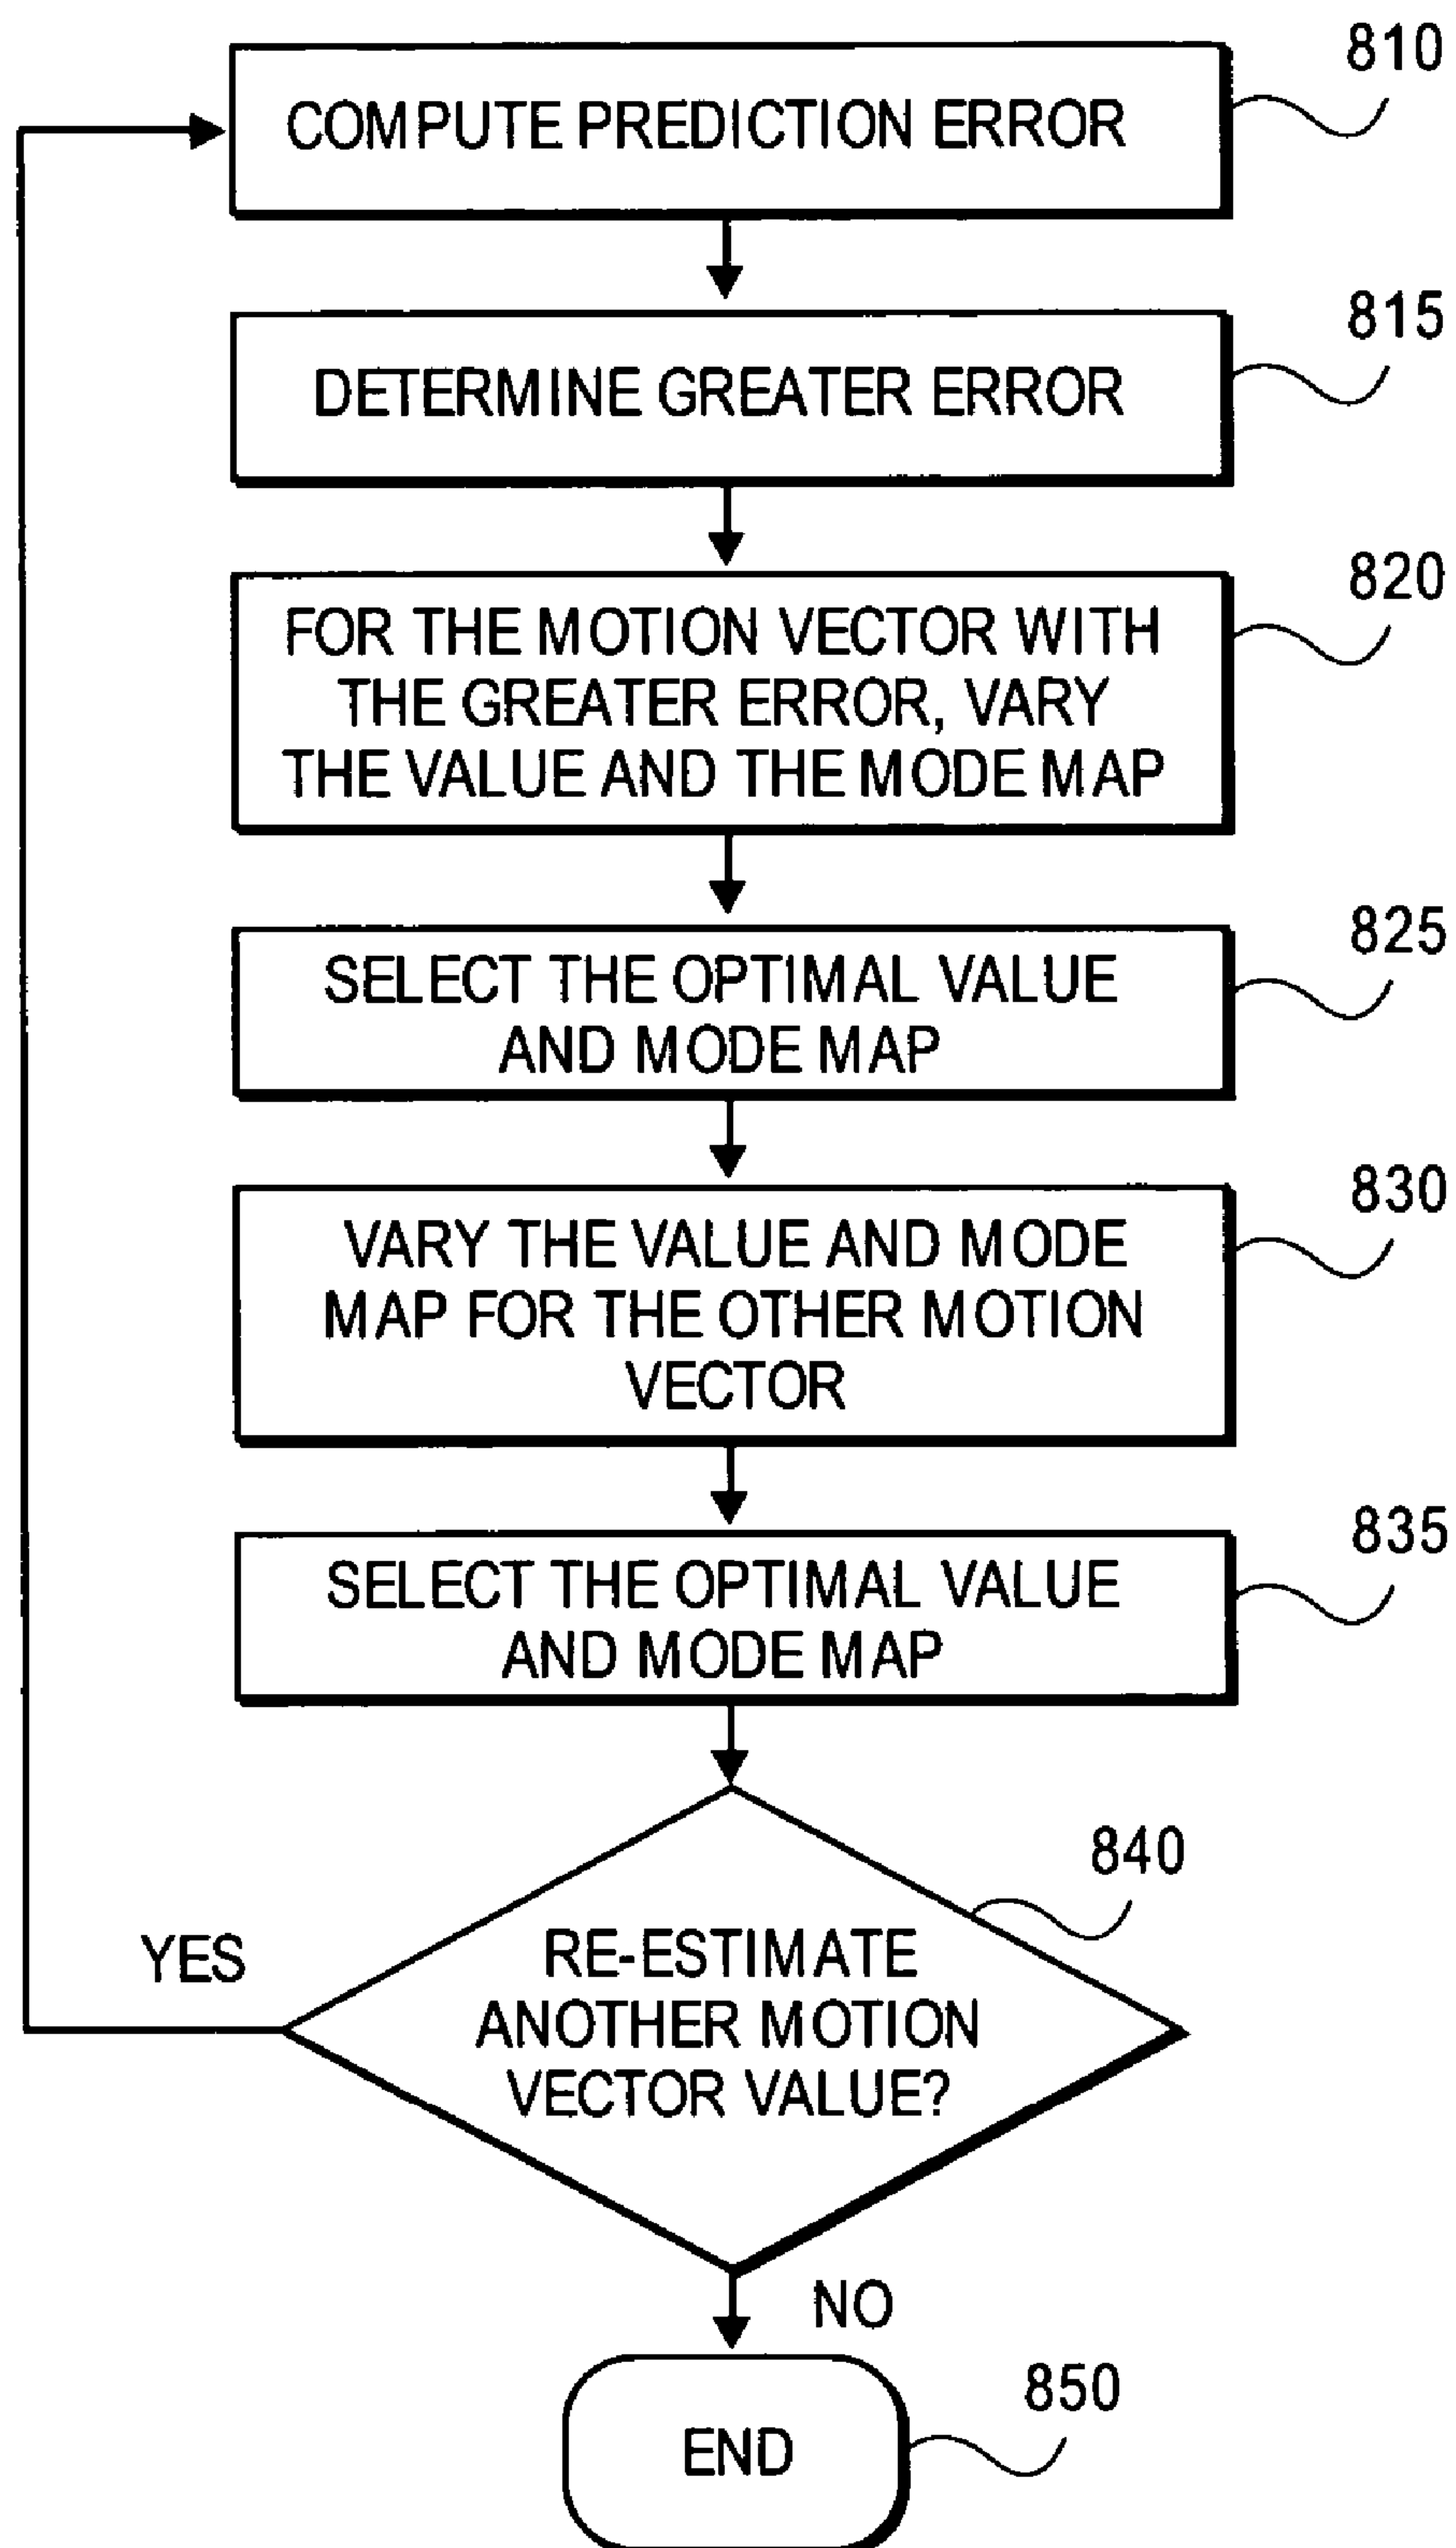 810
COMPUTE PREDICTION ERROR
815
DETERMINE GREATER ERROR
820
FOR THE MOTION VECTOR WITH
THE GREATER ERROR, VARY
THE VALUE AND THE MODE MAP
825
SELECT THE OPTIMAL VALUE
AND MODE MAP
830
VARY THE VALUE AND MODE
MAP FOR THE OTHER MOTION
VECTOR
835
SELECT THE OPTIMAL VALUE
AND MODE MAP
840
YES
RE-ESTIMATE
ANOTHER MOTION
VECTOR VALUE?
NO
850
END